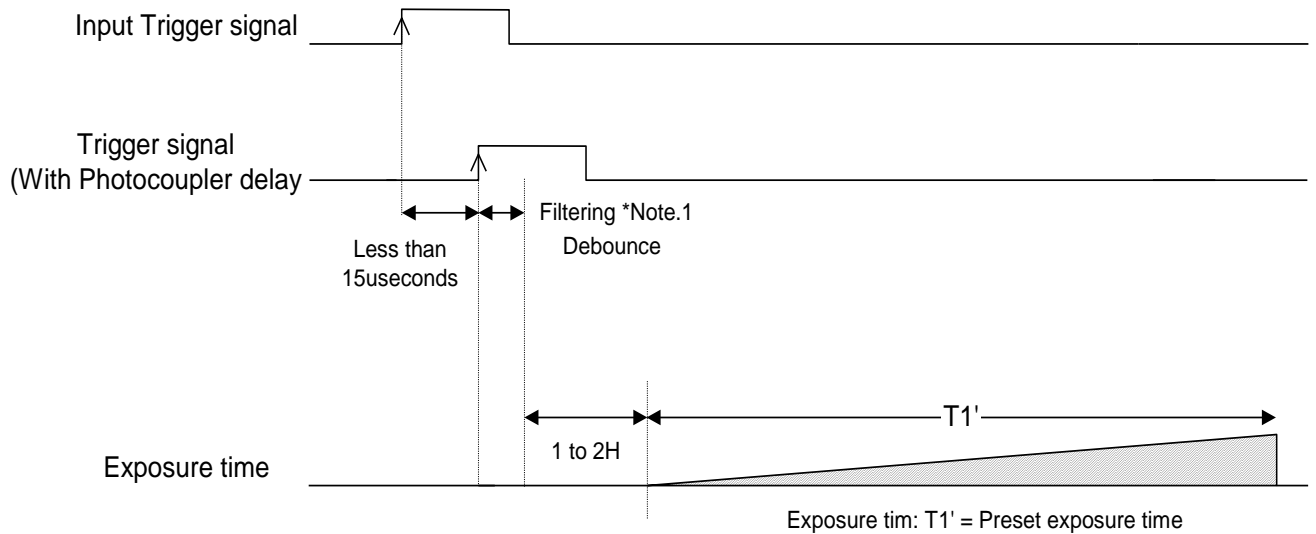 Input Trigger signal
Trigger signal
(With Photocoupler delay
Filtering *Note.1
Debounce
Less than
15useconds
T1'
1 to 2H
Exposure time
Exposure tim: T1' = Preset exposure time